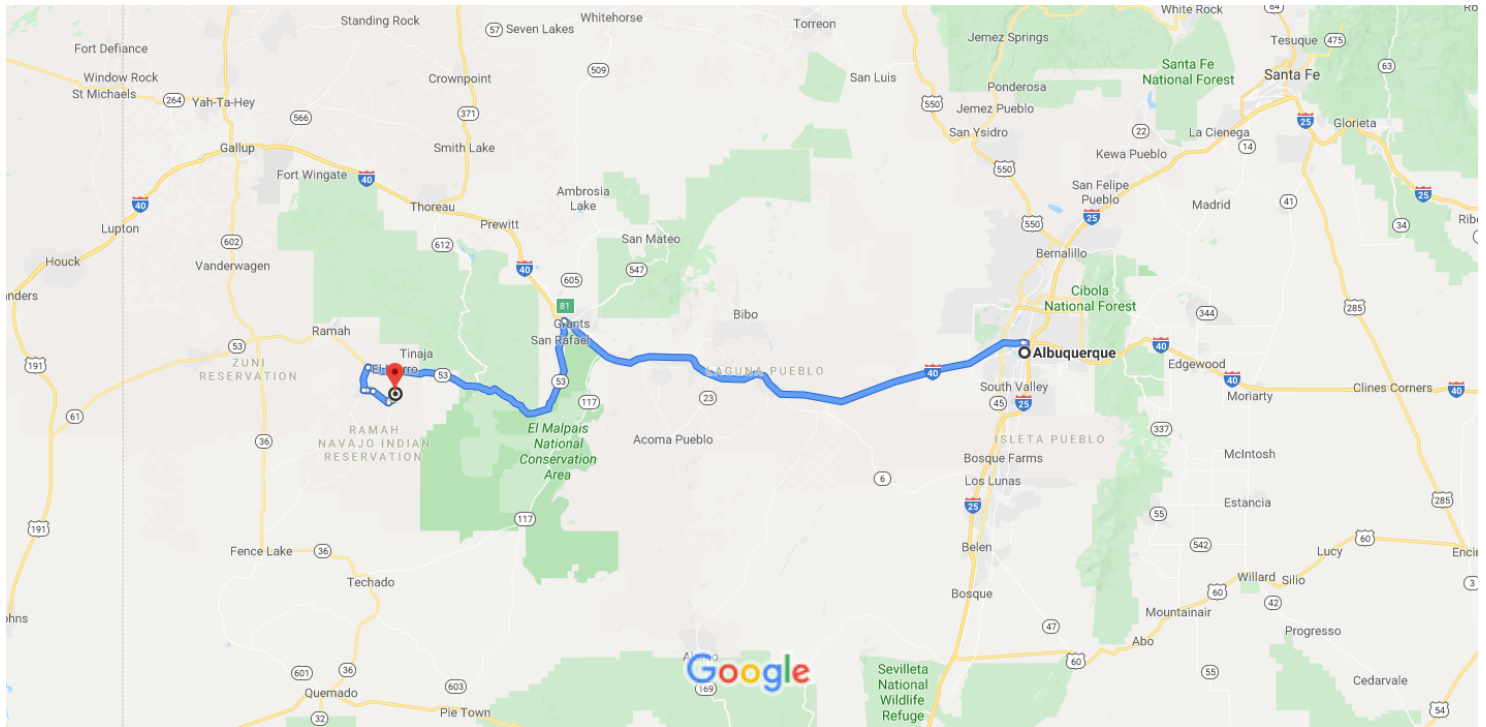 Standing Rock
Whitehorse
White Rock
84
57 Seven Lakes
Torreon
Fort Defiance
Jemez Springs
Tesuque 475
Window Rock
Crownpoint
509
San Luis
Santa Fe
National Forest
Santa Fe
63
St Michaels
264
Yah-Ta-Hey
Ponderosa
550
Jemez Pueblo
566
371
San Ysidro
22
La Cienega
25
Glorieta
Gallup
Smith Lake
14
Kewa Pueblo
Fort Wingate
40
550
San Felipe
Pueblo
25
Ambrosia
Lake
40
Thoreau
Madrid
41
Lupton
Prewitt
25
34
602
612
San Mateo
550
Bernalillo
Houck
Vanderwagen
40
547
605
Cibola
National Forest
285
81
Grants
Bibo
344
Ramah
San Rafael
53
Tinaja
Albuquerque
40
Edgewood
191
ZUNI
RESERVATION
53
LAGUNA PUEBLO
40
South Valley
40
Moriarty
Clines Corners
40
61
53
117
23
45
25
RAMAH
NAVAJO INDIAN
RESERVATION
36
El Malpais
National
Conservation
Area
Acoma Pueblo
ISLETA PUEBLO
337
Bosque Farms
McIntosh
6
Los Lunas
191
117
25
Estancia
285
55
Fence Lake
36
Belen
542
Lucy
60
Techado
Willard
Silio
3
Bosque
60
42
Mountainair
47
Abo
Progresso
601
36
Google
60
55
603
169
Sevilleta
National
Wildlife
Refuge
Cedarvale
Quemado
32
Pie Town
54